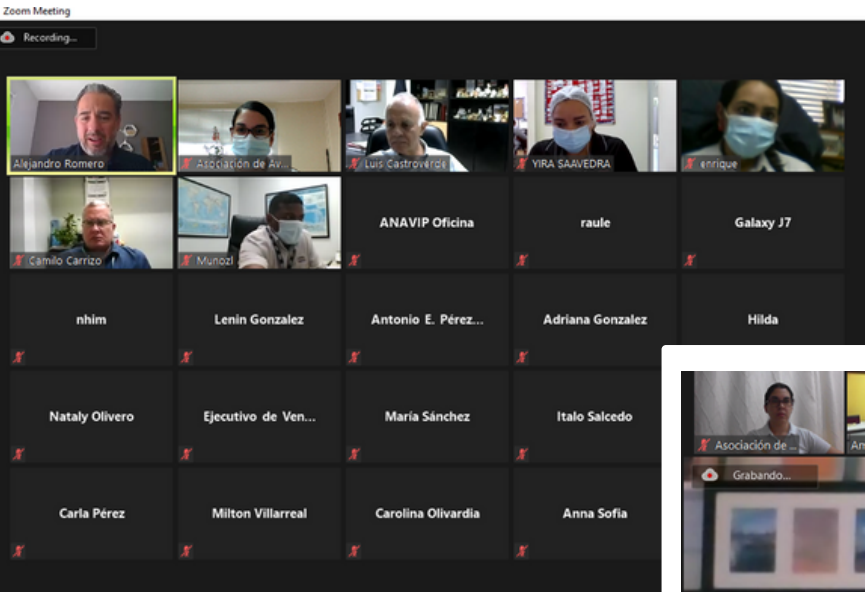 Zoom Meeting
Recording...
Alejandro Romero
Asociación de Av...
Luis Castroverde
YIRA SAAVEDRA
enrique
Camilo Carrizo
Munozl
ANAVIP Oficina
raule
Galaxy J7
nhim
Lenin Gonzalez
Antonio E. Pérez...
Adriana Gonzalez
Hilda
Nataly Olivero
Ejecutivo de Ven...
María Sánchez
Italo Salcedo
Carla Pérez
Milton Villarreal
Carolina Olivardia
Anna Sofia
Asociación de ...
Am
Grabando...